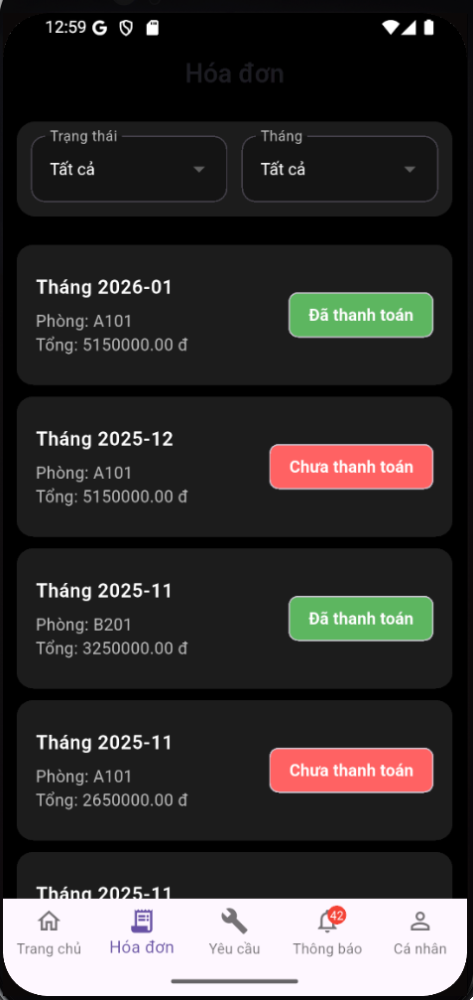 12:59
Hóa đơn
Trạng thái
Tháng
Tất cả
Tất cả
Tháng 2026-01
Phòng: A101
Tổng: 5150000.00 đ
Đã thanh toán
Tháng 2025-12
Phòng: A101
Tổng: 5150000.00 đ
Chưa thanh toán
Tháng 2025-11
Phòng: B201
Tổng: 3250000.00 đ
Đã thanh toán
Tháng 2025-11
Phòng: A101
Tổng: 2650000.00 đ
Chưa thanh toán
Tháng 2025-11
42
Trang chủ
Hóa đơn
Yêu cầu
Thông báo
Cá nhân